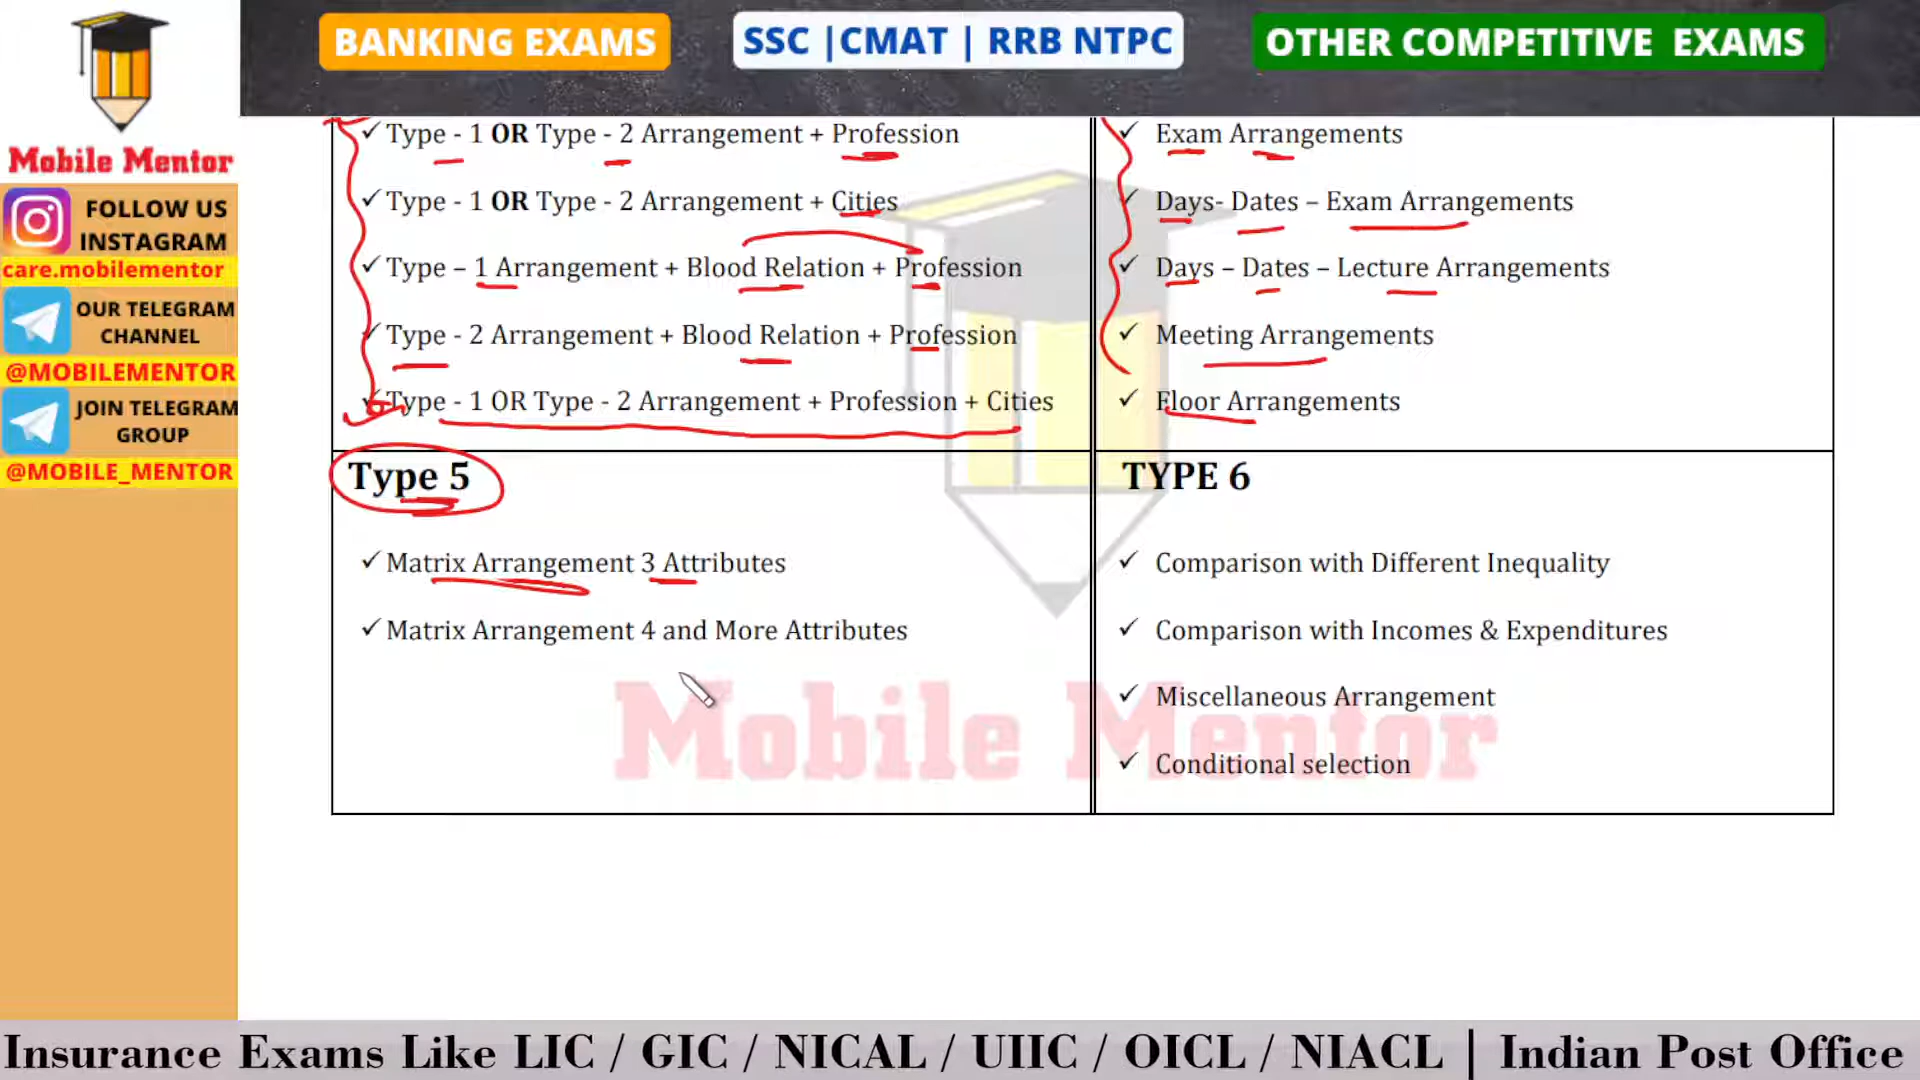 BANKING EXAMS
SSC |CMAT | RRB NTPC
OTHER COMPETITIVE EXAMS
Mobile Mentor
FOLLOW US
INSTAGRAM
care.mobilementor
OUR TELEGRAM
CHANNEL
@MOBILEMENTOR
JOIN TELEGRAM
GROUP
@MOBILE_MENTOR
✓ Type - 1 OR Type - 2 Arrangement + Profession
✓ Type - 1 OR Type - 2 Arrangement + Cities
✓ Type – 1 Arrangement + Blood Relation + Profession
✓ Type - 2 Arrangement + Blood Relation + Profession
✓ Type - 1 OR Type - 2 Arrangement + Profession + Cities
✓ Exam Arrangements
✓ Days- Dates – Exam Arrangements
✓ Days – Dates – Lecture Arrangements
✓ Meeting Arrangements
✓ Floor Arrangements
Type 5
✓ Matrix Arrangement 3 Attributes
✓ Matrix Arrangement 4 and More Attributes
TYPE 6
✓ Comparison with Different Inequality
✓ Comparison with Incomes & Expenditures
✓ Miscellaneous Arrangement
✓ Conditional selection
Mobile Mentor
Insurance Exams Like LIC / GIC / NICAL / UIIC / OICL / NIACL | Indian Post Office